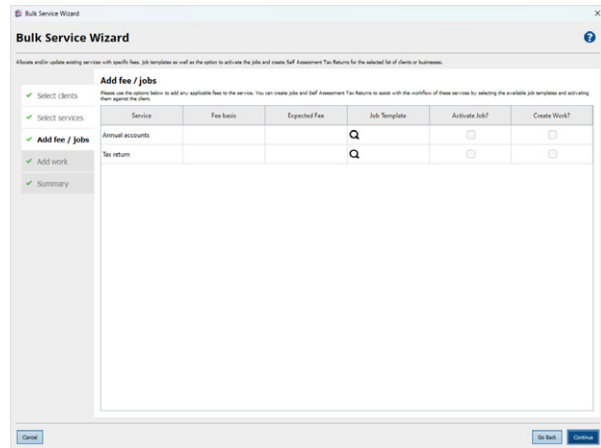 Bulk Service Wizard
Bulk Service Wizard
Allocate and/or update existing services with specific fees, job templates as well as the option to activate the jobs and create Self Assessment Tax Returns for the selected list of clients or businesses.
Add fee / jobs
Please use the options below to add any applicable fees to the service. You can create jobs and Self Assessment Tax Returns to assist with the workflow of these services by selecting the available job templates and activating
them against the client.
Select clients
Select services
Add fee / jobs
Add work
Summary
Service Fee basis Expected Fee Job Template Activate Job? Create Work?
Annual accounts
Tax return
Cancel Go Back Continue